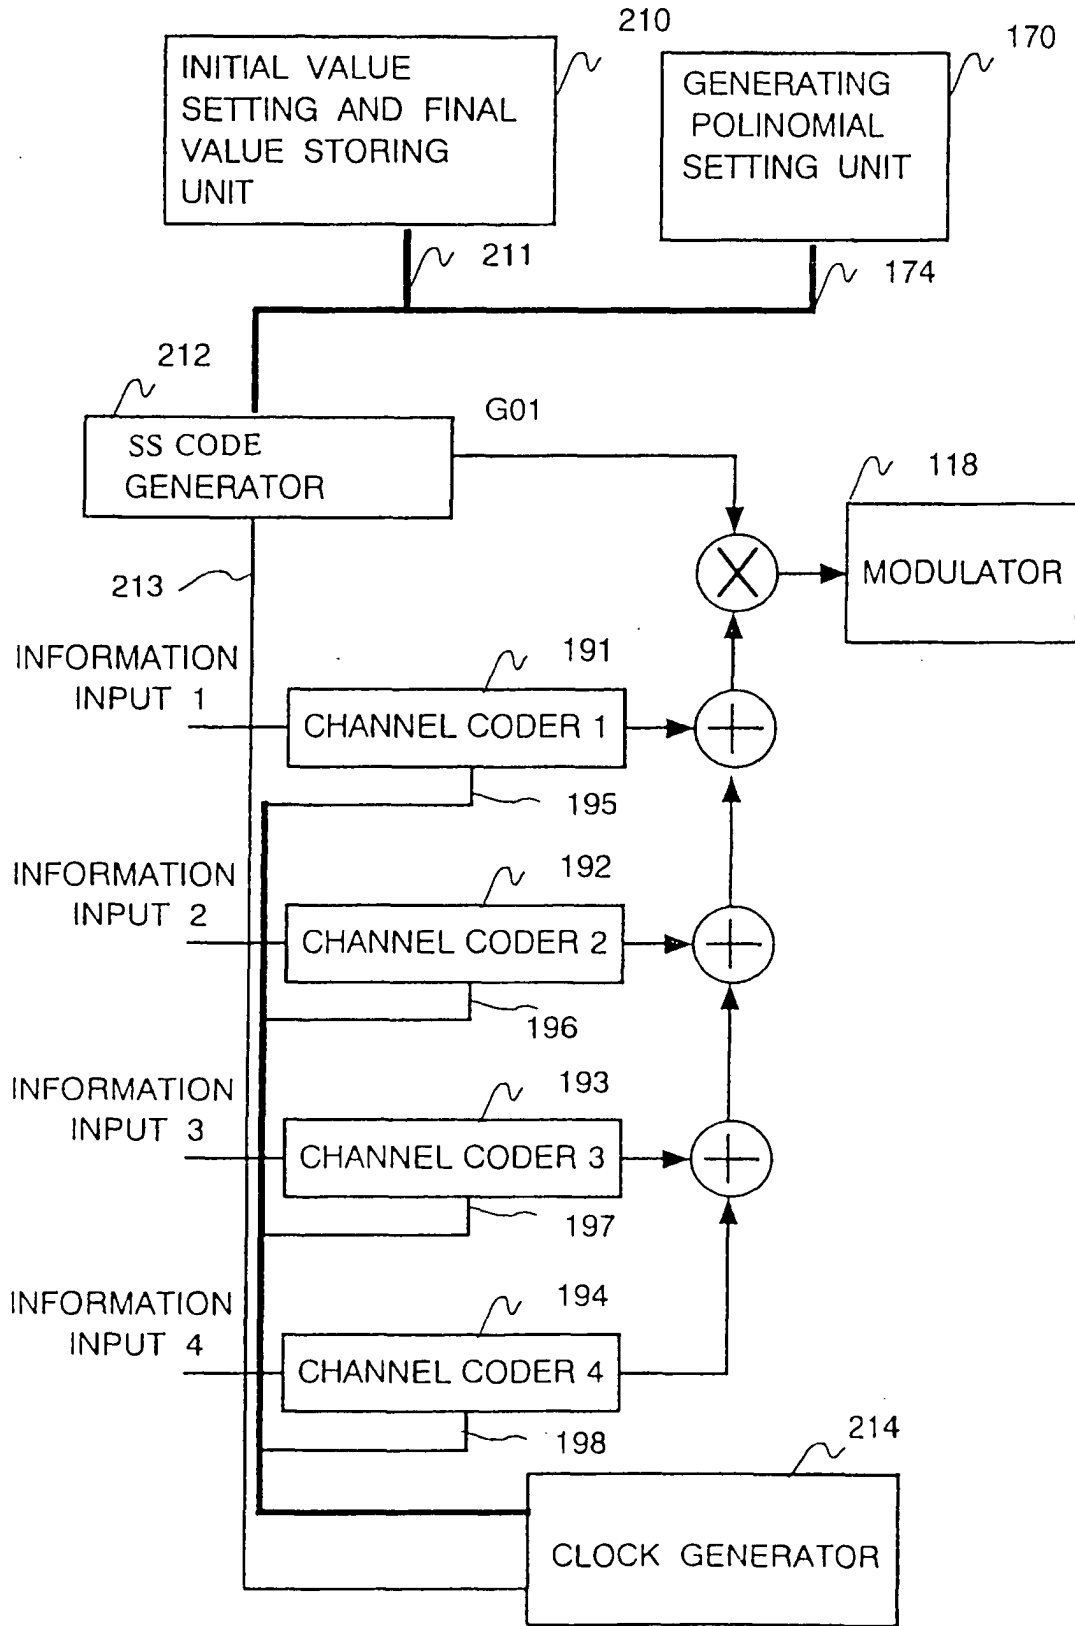 210
INITIAL VALUE
SETTING AND FINAL
VALUE STORING
UNIT
170
GENERATING
POLINOMIAL
SETTING UNIT
211
174
212
G01
SS CODE
GENERATOR
118
MODULATOR
213
INFORMATION
INPUT 1
191
CHANNEL CODER 1
195
INFORMATION
INPUT 2
192
CHANNEL CODER 2
196
INFORMATION
INPUT 3
193
CHANNEL CODER 3
197
INFORMATION
INPUT 4
194
CHANNEL CODER 4
198
214
CLOCK GENERATOR